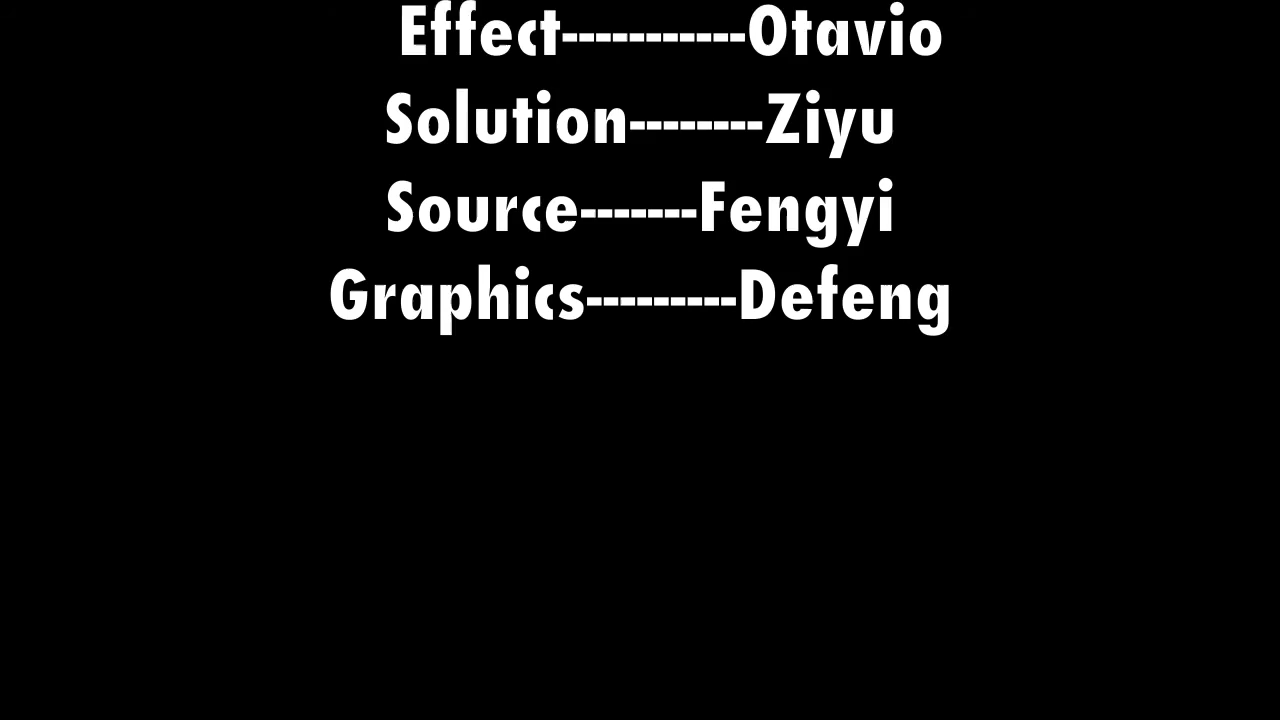 Effect-----------Otavio
Solution--------Ziyu
Source-------Fengyi
Graphics---------Defeng